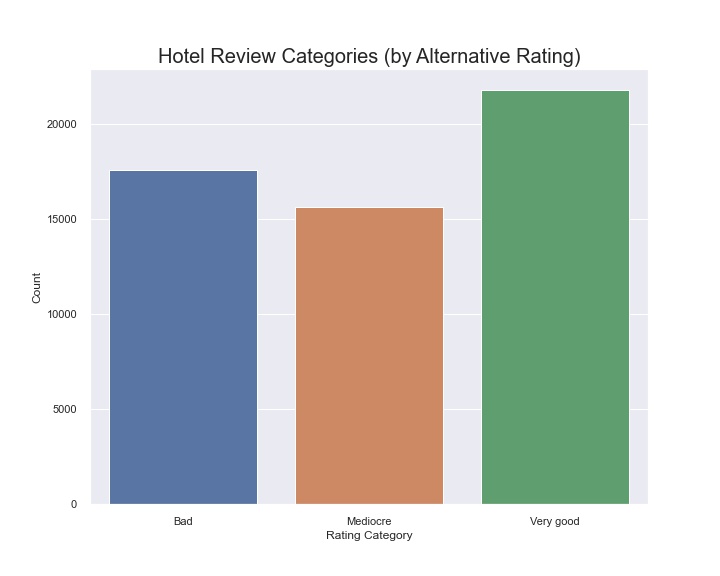 Hotel Review Categories (by Alternative Rating)
20000
15000
10000
5000
0
Count
Bad
Mediocre
Very good
Rating Category